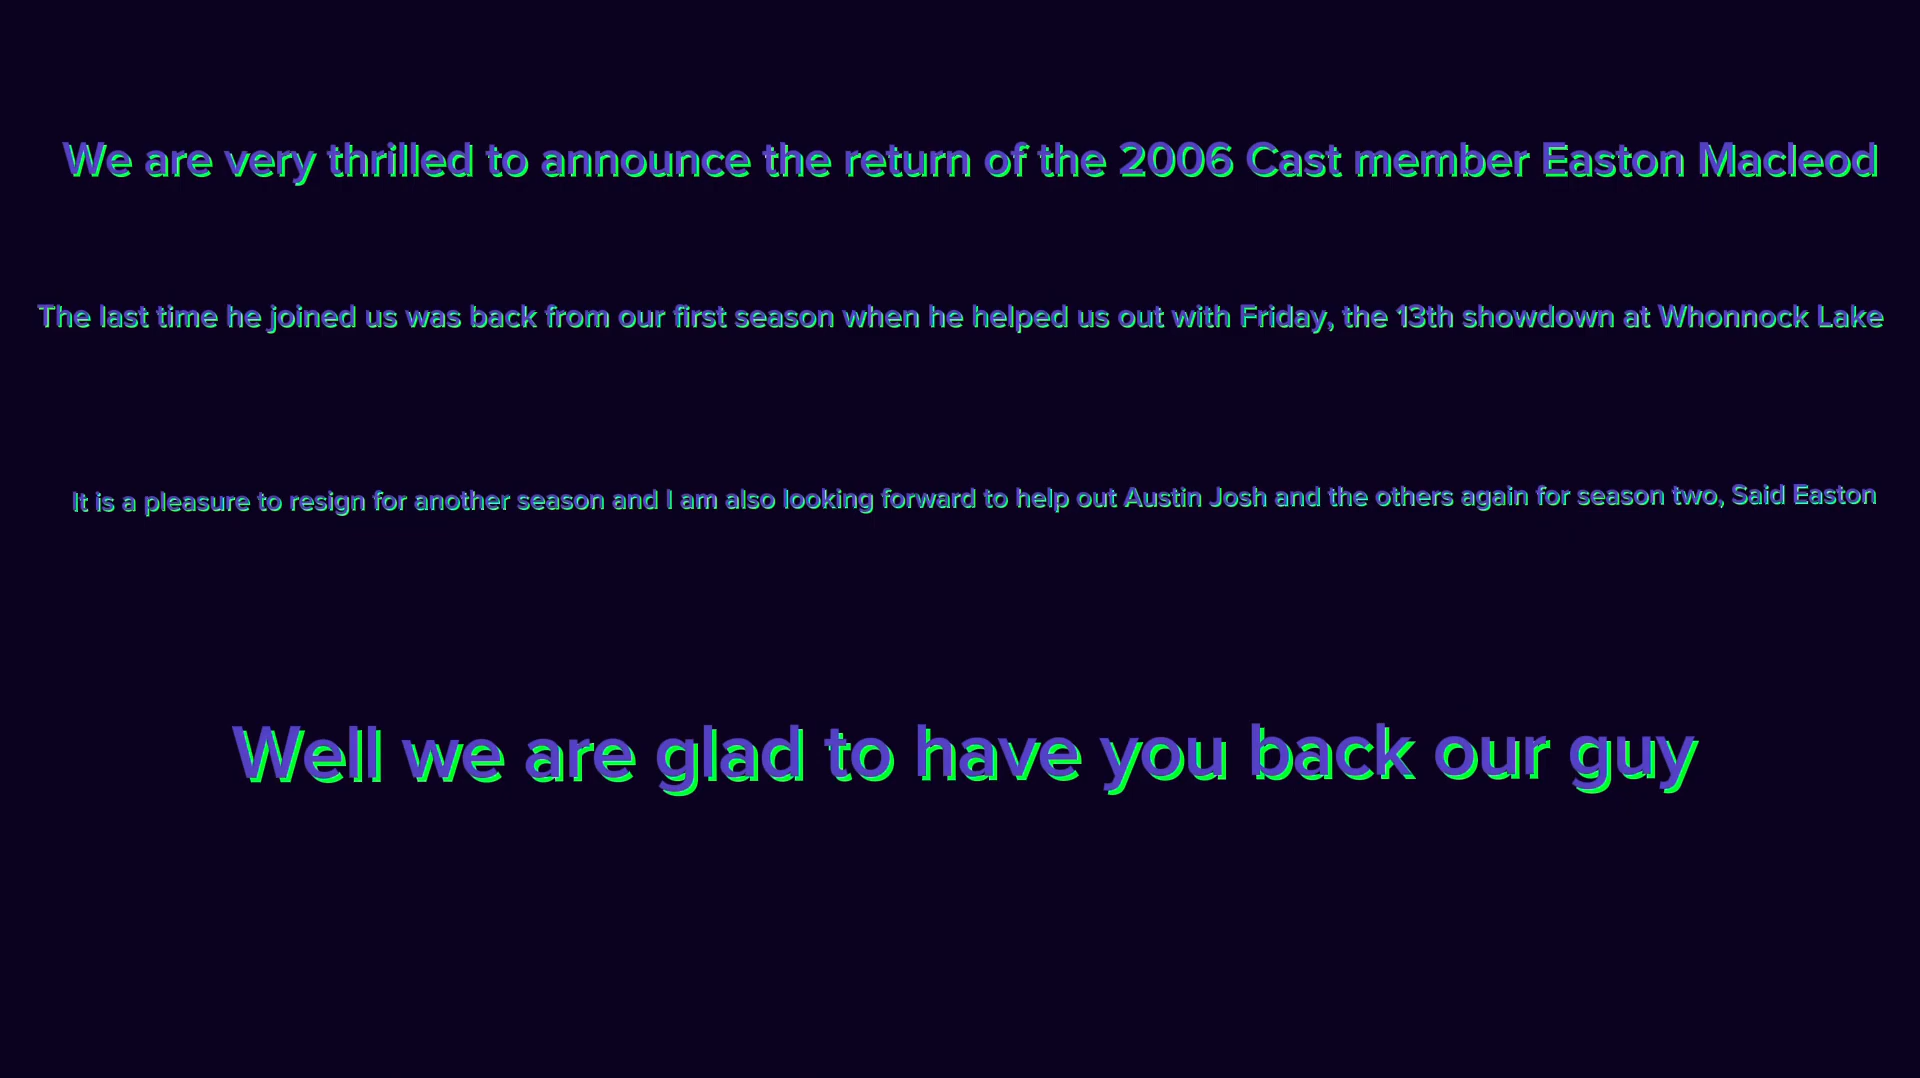 We are very thrilled to announce the return of the 2006 Cast member Easton Macleod
The last time he joined us was back from our first season when he helped us out with Friday, the 13th showdown at Whonnock Lake
It is a pleasure to resign for another season and I am also looking forward to help out Austin Josh and the others again for season two, Said Easton
Well we are glad to have you back our guy